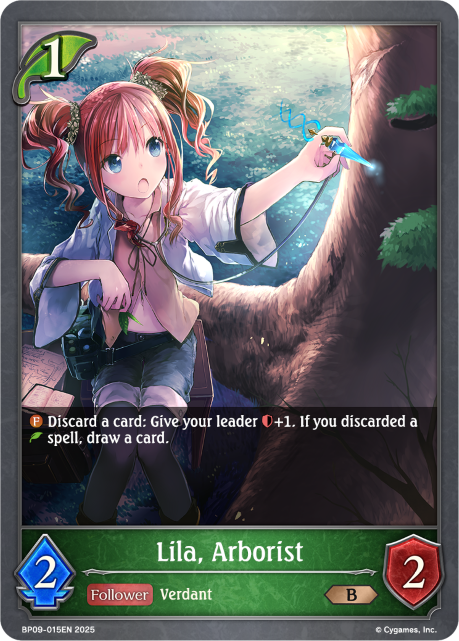 1
F Discard a card: Give your leader +1. If you discarded a
spell, draw a card.
Lila, Arborist
2
Follower Verdant
B
2
BP09-015EN 2025
© Cygames, Inc.